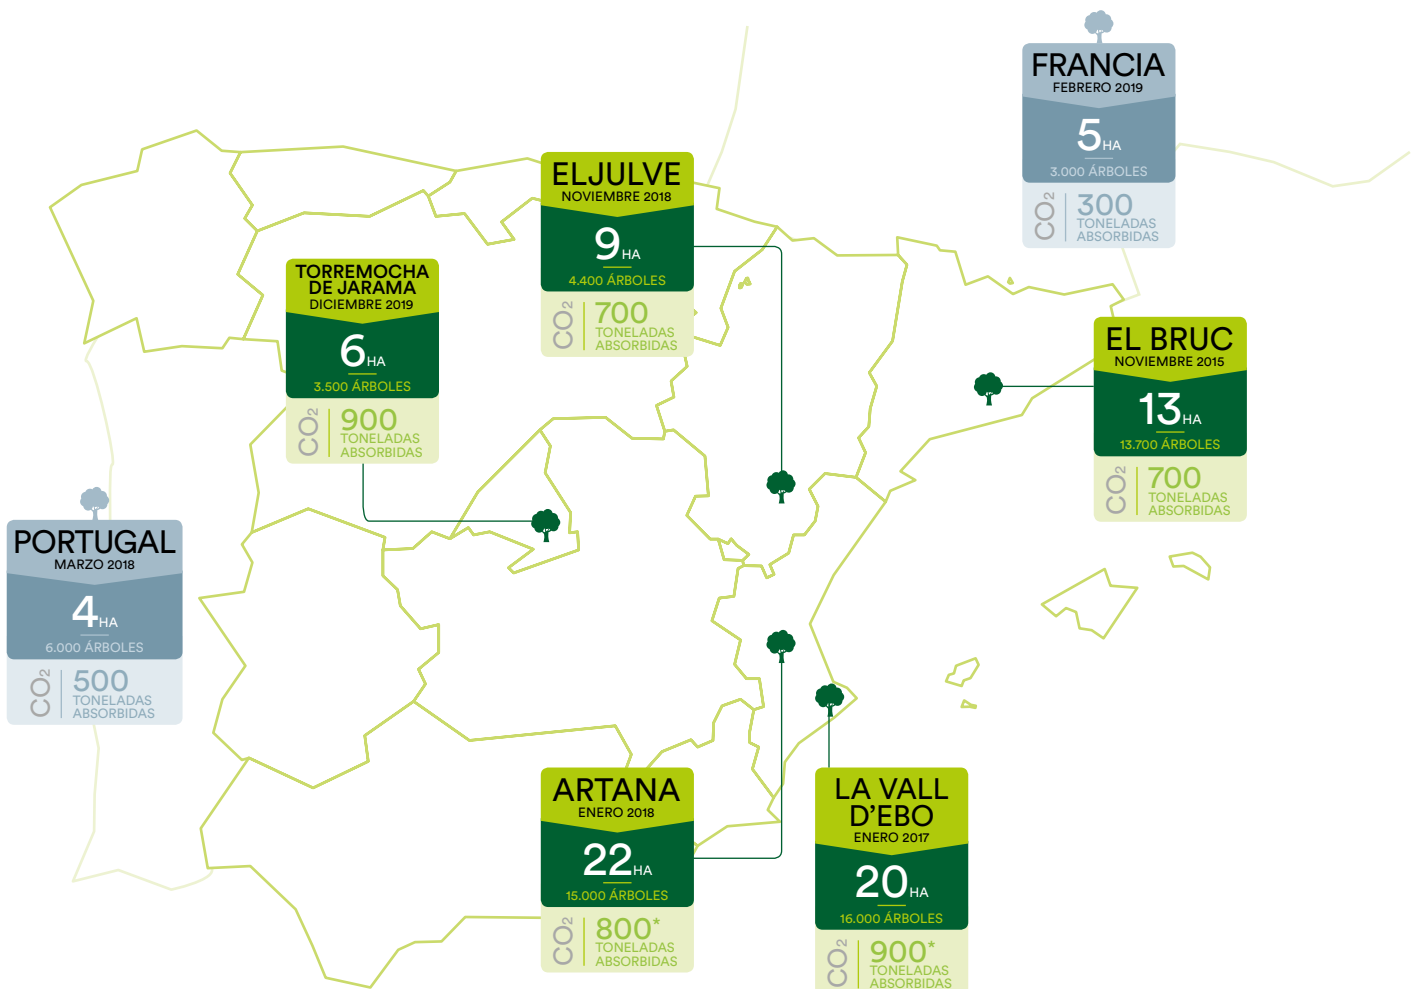 FRANCIA
FEBRERO 2019
5HA
3.000 ÁRBOLES
CO2
300
TONELADAS
ABSORBIDAS
ELJULVE
NOVIEMBRE 2018
9HA
4.400 ÁRBOLES
CO2
700
TONELADAS
ABSORBIDAS
TORREMOCHA
DE JARAMA
DICIEMBRE 2019
6HA
3.500 ÁRBOLES
CO2
900
TONELADAS
ABSORBIDAS
EL BRUC
NOVIEMBRE 2015
13HA
13.700 ÁRBOLES
CO2
700
TONELADAS
ABSORBIDAS
PORTUGAL
MARZO 2018
4HA
6.000 ÁRBOLES
CO2
500
TONELADAS
ABSORBIDAS
ARTANA
ENERO 2018
22HA
15.000 ÁRBOLES
CO2
800*
TONELADAS
ABSORBIDAS
LA VALL
D'EBO
ENERO 2017
20HA
16.000 ÁRBOLES
CO2
900*
TONELADAS
ABSORBIDAS